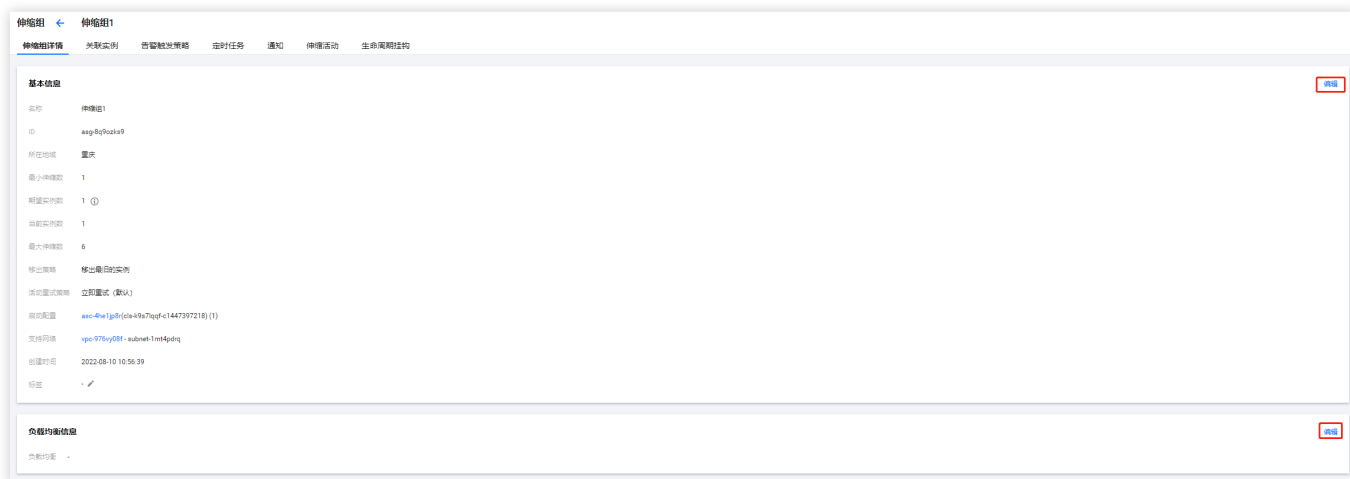 伸缩组 ← 伸缩组1
伸缩组详情 关联实例 告警触发策略 定时任务 通知 伸缩活动 生命周期挂钩
基本信息 编辑
名称 伸缩组1
ID asg-8q9ozks9
所在地域 重庆
最小伸缩数 1
期望实例数 1
当前实例数 1
最大伸缩数 6
移出策略 移出最旧的实例
活动重试策略 立即重试（默认）
启动配置 asc-4he1jp8r(cls-k9s7lqqf-c1447397218) (1)
支持网络 vpc-976vy08f - subnet-1mt4pdrq
创建时间 2022-08-10 10:56:39
标签 -
负载均衡信息 编辑
负载均衡 -